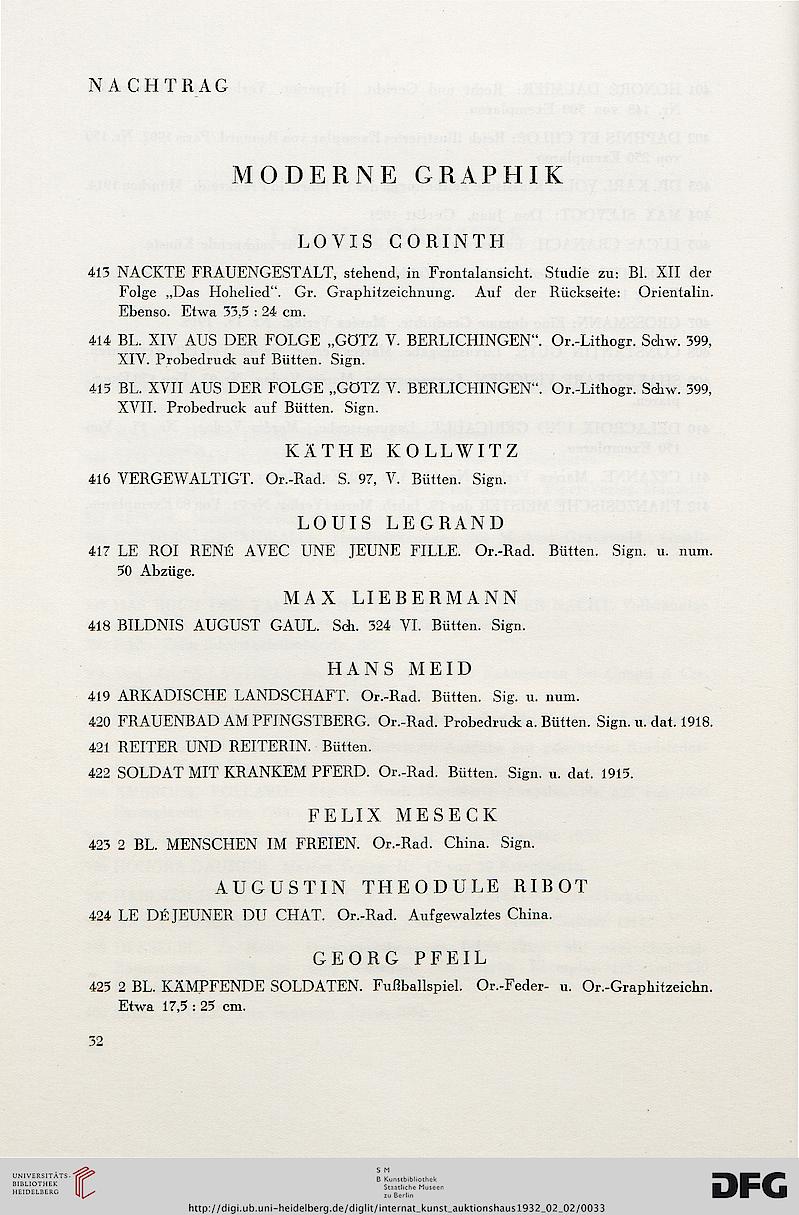 NACHTRAG
MODERNE GRAPHIK
LOVIS CORINTH
413 NACKTE FRAUENGESTALT, stehend, in Frontalansicht. Studie zu: Bl. XII der
Folge „Das Hohelied“. Gr. Graphitzeichnung. Auf der Rückseite: Orientalin.
Ebenso. Etwa 33,5 : 24 cm.
414 BL. XIV AUS DER FOLGE „GÖTZ V. BERLICHINGEN“. Or.-Lithogr. Schw. 399,
XIV. Probedruck auf Bütten. Sign.
415 BL. XVII AUS DER FOLGE „GÖTZ V. BERLICHINGEN“. Or.-Lithogr. Schw. 399,
XVII. Probedruck auf Bütten. Sign.
KÄTHE KOLLWITZ
416 VERGEWALTIGT. Or.-Rad. S. 97, V. Bütten. Sign.
LOUIS LEGRAND
417 LE ROI RENÉ AVEC UNE JEUNE FILLE. Or.-Rad. Bütten. Sign. u. num.
50 Abzüge.
MAX LIEBERMANN
418 BILDNIS AUGUST GAUL. Sch. 324 VI. Bütten. Sign.
HANS MEID
419 ARKADISCHE LANDSCHAFT. Or.-Rad. Bütten. Sig. u. num.
420 FRAUENBAD AM PFINGSTBERG. Or.-Rad. Probedruck a. Bütten. Sign. u. dat. 1918.
421 REITER UND REITERIN. Bütten.
422 SOLDAT MIT KRANKEM PFERD. Or.-Rad. Bütten. Sign. u. dat. 1915.
FELIX MESECK
423 2 BL. MENSCHEN IM FREIEN. Or.-Rad. China. Sign.
AUGUSTIN THEODULE RIBOT
424 LE DÉJEUNER DU CHAT. Or.-Rad. Aufgewalztes China.
GEORG PFEIL
425 2 BL. KÄMPFENDE SOLDATEN. Fußballspiel. Or.-Feder- u. Or.-Graphitzeichn.
Etwa 17,5 : 25 cm.
32
UNIVERSITÄTS-
BIBLIOTHEK
HEIDELBERG
S M
B Kunstbibliothek
Staatliche Museen
zu Berlin
DFG
http://digi.ub.uni-heidelberg.de/diglit/internat_kunst_auktionshaus1932_02_02/0033